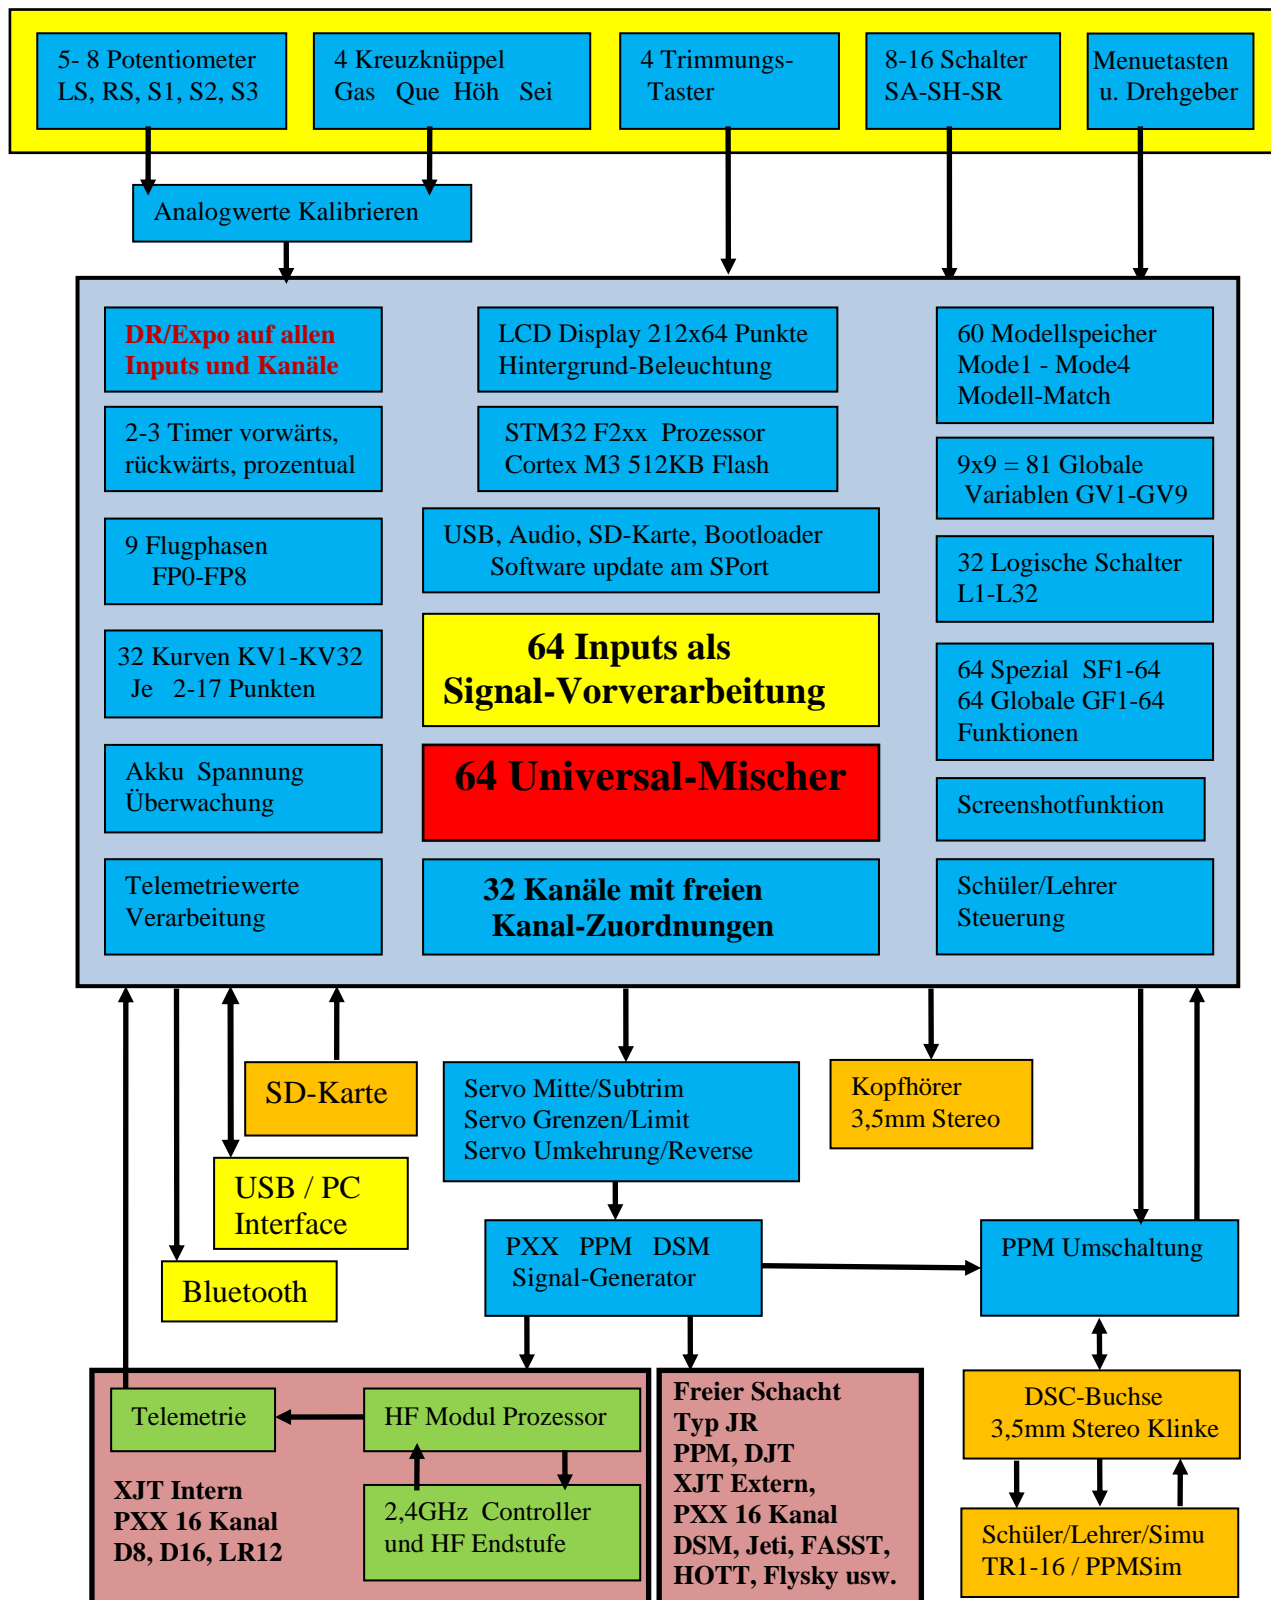 5- 8 Potentiometer
LS, RS, S1, S2, S3
4 Kreuzknüppel
Gas Que Höh Sei
4 Trimmungs-
Taster
8-16 Schalter
SA-SH-SR
Menuetasten
u. Drehgeber
Analogwerte Kalibrieren
DR/Expo auf allen
Inputs und Kanäle
LCD Display 212x64 Punkte
Hintergrund-Beleuchtung
60 Modellspeicher
Mode1 - Mode4
Modell-Match
2-3 Timer vorwärts,
rückwärts, prozentual
STM32 F2xx Prozessor
Cortex M3 512KB Flash
9x9 = 81 Globale
Variablen GV1-GV9
9 Flugphasen
FP0-FP8
USB, Audio, SD-Karte, Bootloader
Software update am SPort
32 Logische Schalter
L1-L32
32 Kurven KV1-KV32
Je 2-17 Punkten
64 Inputs als
Signal-Vorverarbeitung
64 Spezial SF1-64
64 Globale GF1-64
Funktionen
Akku Spannung
Überwachung
64 Universal-Mischer
Screenshotfunktion
Telemetriewerte
Verarbeitung
32 Kanäle mit freien
Kanal-Zuordnungen
Schüler/Lehrer
Steuerung
SD-Karte
Servo Mitte/Subtrim
Servo Grenzen/Limit
Servo Umkehrung/Reverse
Kopfhörer
3,5mm Stereo
USB / PC
Interface
Bluetooth
PXX PPM DSM
Signal-Generator
PPM Umschaltung
Telemetrie
HF Modul Prozessor
XJT Intern
PXX 16 Kanal
D8, D16, LR12
2,4GHz Controller
und HF Endstufe
Freier Schacht
Typ JR
PPM, DJT
XJT Extern,
PXX 16 Kanal
DSM, Jeti, FASST,
HOTT, Flysky usw.
DSC-Buchse
3,5mm Stereo Klinke
Schüler/Lehrer/Simu
TR1-16 / PPMSim